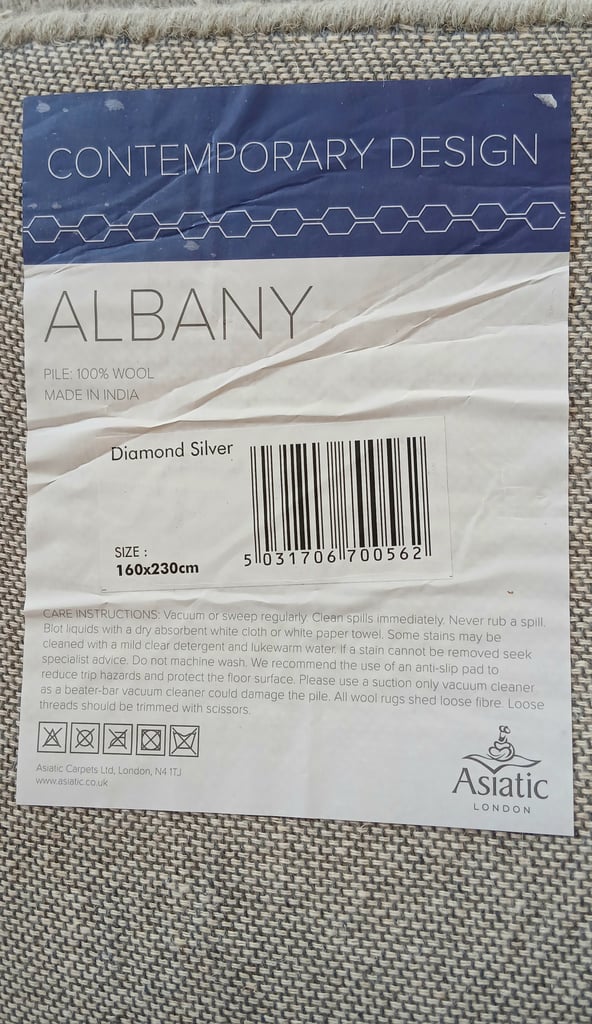 CONTEMPORARY DESIGN
ALBANY
PILE: 100% WOOL
MADE IN INDIA
Diamond Silver
SIZE :
160x230cm
5 031706 700562
CARE INSTRUCTIONS: Vacuum or sweep regularly. Clean spills immediately. Never rub a spill.
Blot liquids with a dry absorbent white cloth or white paper towel. Some stains may be
cleaned with a mild clear detergent and lukewarm water. If a stain cannot be removed seek
specialist advice. Do not machine wash. We recommend the use of an anti-slip pad to
reduce trip hazards and protect the floor surface. Please use a suction only vacuum cleaner
as a beater-bar vacuum cleaner could damage the pile. All wool rugs shed loose fibre. Loose
threads should be trimmed with scissors.
Asiatic Carpets Ltd, London, N4 1TJ
www.asiatic.co.uk
Asiatic
LONDON